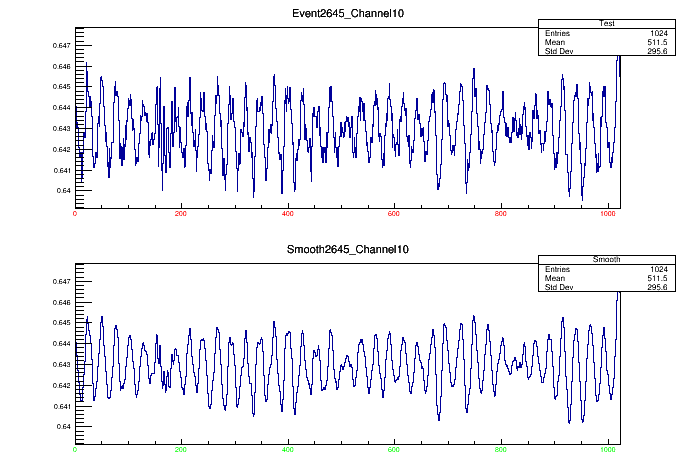 Event2645_Channel10
Test
Entries 1024
Mean 511.5
Std Dev 295.6
0.647
0.646
0.645
0.644
0.643
0.642
0.641
0.64
0 200 400 600 800 1000
Smooth2645_Channel10
Smooth
Entries 1024
Mean 511.5
Std Dev 295.6
0.647
0.646
0.645
0.644
0.643
0.642
0.641
0.64
0 200 400 600 800 1000